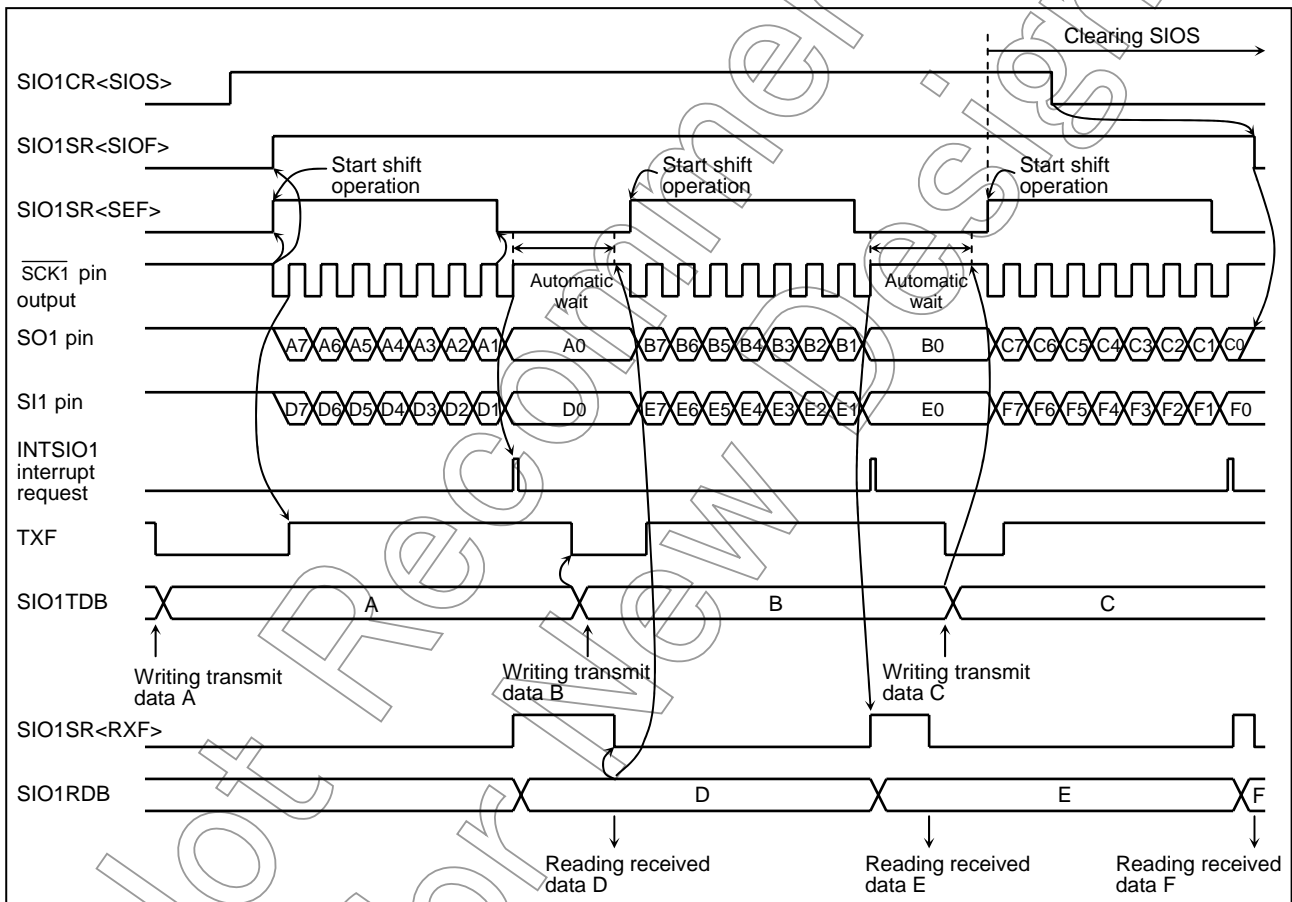 Clearing SIOS
SIO1CR<SIOS>
SIO1SR<SIOF>
Start shift
operation
Start shift
operation
Start shift
operation
SIO1SR<SEF>
SCK1 pin
output
Automatic
wait
Automatic
wait
SO1 pin
A7 A6 A5 A4 A3 A2 A1 A0 B7 B6 B5 B4 B3 B2 B1 B0 C7 C6 C5 C4 C3 C2 C1 C0
SI1 pin
D7 D6 D5 D4 D3 D2 D1 D0 E7 E6 E5 E4 E3 E2 E1 E0 F7 F6 F5 F4 F3 F2 F1 F0
INTSIO1
interrupt
request
TXF
SIO1TDB
A B C
Writing transmit
data A
Writing transmit
data B
Writing transmit
data C
SIO1SR<RXF>
SIO1RDB
D E F
Reading received
data D
Reading received
data E
Reading received
data F